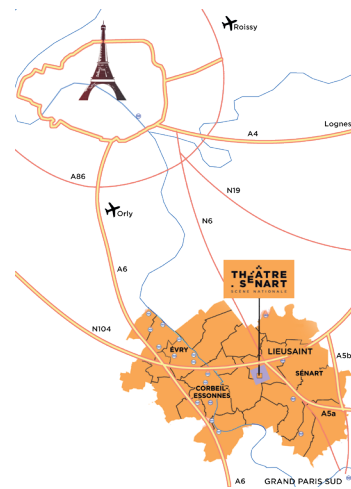 Roissy
A4
Lognes
A86
N19
Orly
N6
A6
THÉÂTRE
.SÉNART
SCÈNE NATIONALE
N104
ÉVRY
LIEUSAINT
A5b
SÉNART
CORBEIL-
ESSONNES
A5a
A6
GRAND PARIS SUD